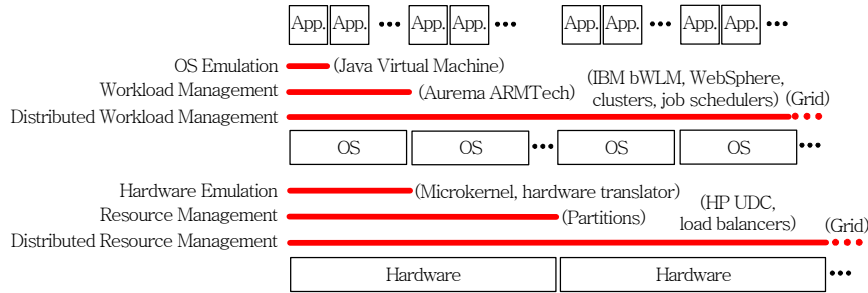 App. App. ••• App. App. ••• App. App. ••• App. App. •••
OS Emulation (Java Virtual Machine)
Workload Management (Aurema ARMTech)
(IBM bWLM, WebSphere,
clusters, job schedulers) (Grid)
Distributed Workload Management
OS OS ••• OS OS •••
Hardware Emulation (Microkernel, hardware translator)
Resource Management (Partitions)
(HP UDC,
load balancers) (Grid)
Distributed Resource Management
Hardware Hardware •••